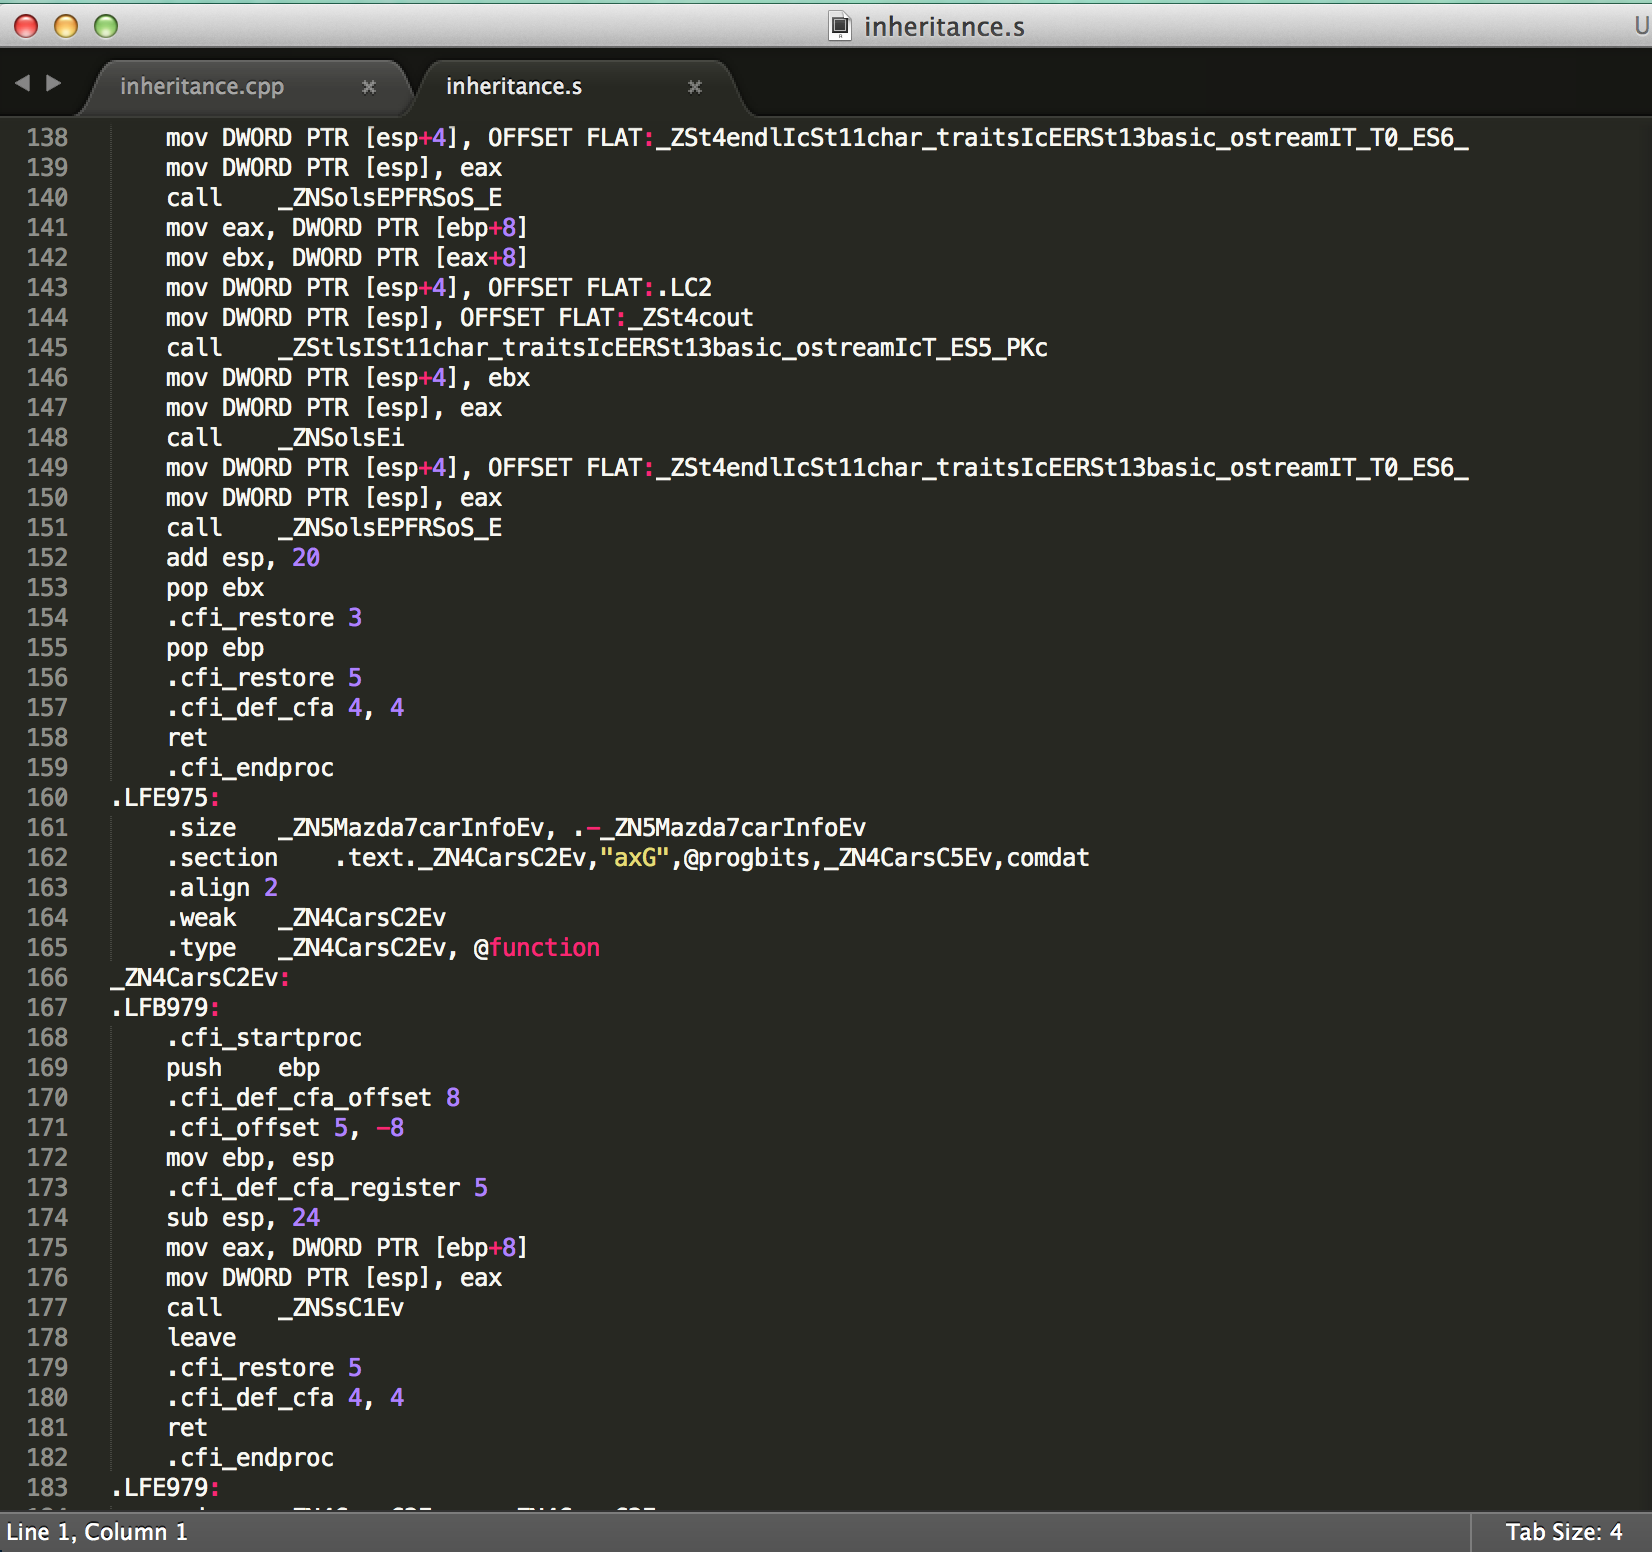 inheritance.s
U
inheritance.cpp
inheritance.s
138 mov DWORD PTR [esp+4], OFFSET FLAT:_ZSt4endlIcSt11char_traitsIcEERSt13basic_ostreamIT_T0_ES6_
139 mov DWORD PTR [esp], eax
140 call _ZNSolsEPFRSoS_E
141 mov eax, DWORD PTR [ebp+8]
142 mov ebx, DWORD PTR [eax+8]
143 mov DWORD PTR [esp+4], OFFSET FLAT:.LC2
144 mov DWORD PTR [esp], OFFSET FLAT:_ZSt4cout
145 call _ZStlsISt11char_traitsIcEERSt13basic_ostreamIcT_ES5_PKc
146 mov DWORD PTR [esp+4], ebx
147 mov DWORD PTR [esp], eax
148 call _ZNSolsEi
149 mov DWORD PTR [esp+4], OFFSET FLAT:_ZSt4endlIcSt11char_traitsIcEERSt13basic_ostreamIT_T0_ES6_
150 mov DWORD PTR [esp], eax
151 call _ZNSolsEPFRSoS_E
152 add esp, 20
153 pop ebx
154 .cfi_restore 3
155 pop ebp
156 .cfi_restore 5
157 .cfi_def_cfa 4, 4
158 ret
159 .cfi_endproc
160 .LFE975:
161 .size _ZN5Mazda7carInfoEv, .-_ZN5Mazda7carInfoEv
162 .section .text._ZN4CarsC2Ev,"axG",@progbits,_ZN4CarsC5Ev,comdat
163 .align 2
164 .weak _ZN4CarsC2Ev
165 .type _ZN4CarsC2Ev, @function
166 _ZN4CarsC2Ev:
167 .LFB979:
168 .cfi_startproc
169 push ebp
170 .cfi_def_cfa_offset 8
171 .cfi_offset 5, -8
172 mov ebp, esp
173 .cfi_def_cfa_register 5
174 sub esp, 24
175 mov eax, DWORD PTR [ebp+8]
176 mov DWORD PTR [esp], eax
177 call _ZNSsC1Ev
178 leave
179 .cfi_restore 5
180 .cfi_def_cfa 4, 4
181 ret
182 .cfi_endproc
183 .LFE979:
Line 1, Column 1
Tab Size: 4